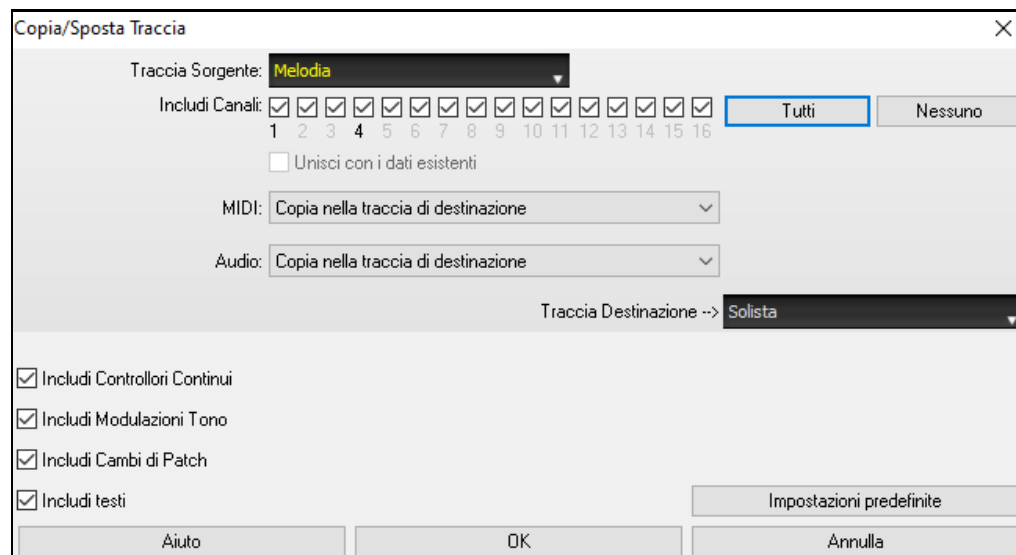 Copia/Sposta Traccia
Traccia Sorgente: Melodia
Includi Canali: Tutti Nessuno
1 2 3 4 5 6 7 8 9 10 11 12 13 14 15 16
Unisci con i dati esistenti
MIDI: Copia nella traccia di destinazione
Audio: Copia nella traccia di destinazione
Traccia Destinazione --> Solista
Includi Controllori Continui
Includi Modulazioni Tono
Includi Cambi di Patch
Includi testi Impostazioni predefinite
Aiuto OK Annulla